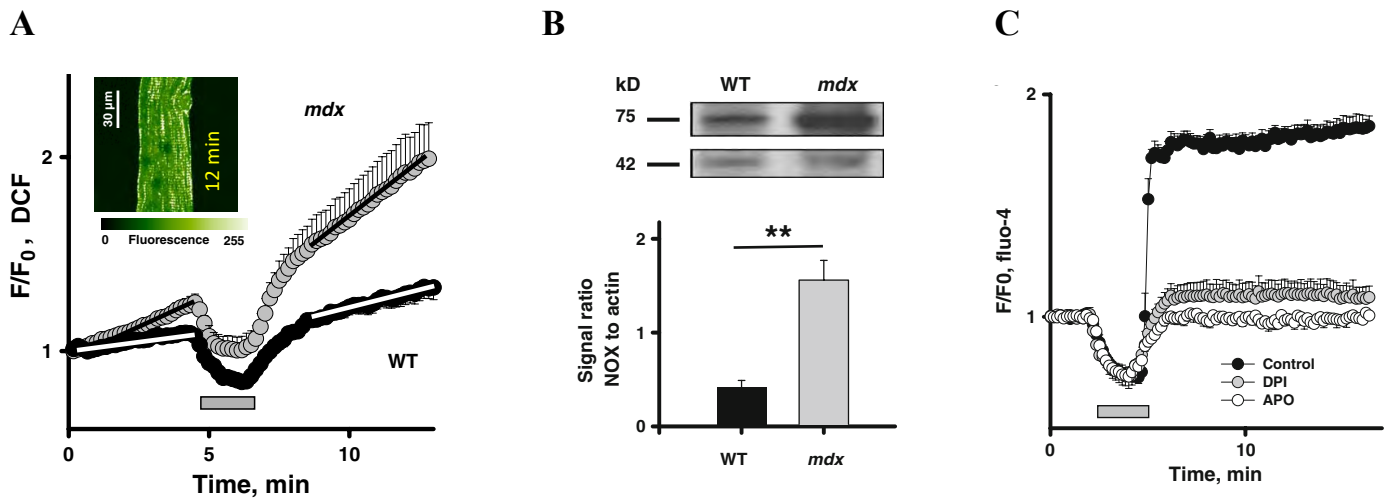 A
F/F0, DCF
2
1
30 µm
12 min
0 Fluorescence 255
mdx
WT
0 5 10
Time, min
B
kD WT mdx
75
42
**
Signal ratio
NOX to actin
2
1
0
WT mdx
C
F/F0, fluo-4
2
1
Control
DPI
APO
0 10
Time, min